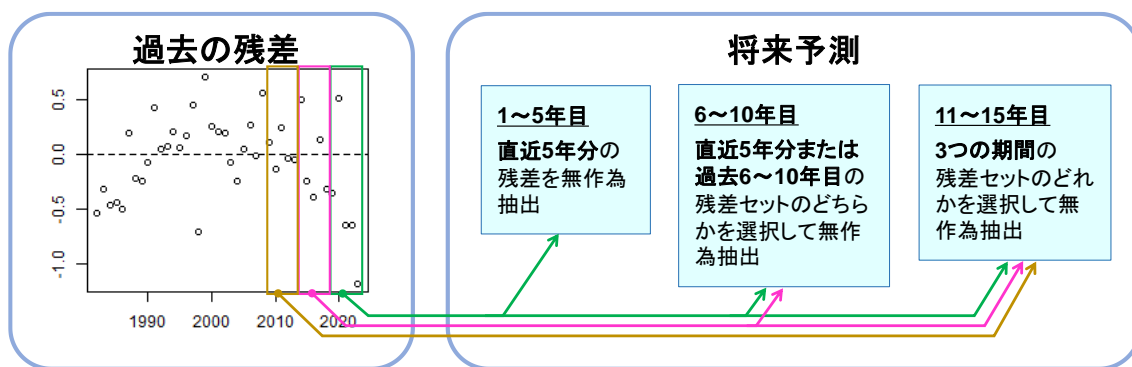 過去の残差
0.5
0.0
-0.5
-1.0
1990
2000
2010
2020
将来予測
1～5年目
直近5年分の
残差を無作為
抽出
6～10年目
直近5年分または
過去6～10年目の
残差セットのどち
らかを選択して無作
為抽出
11～15年目
3つの期間の
残差セットのどれ
かを選択して無
作為抽出